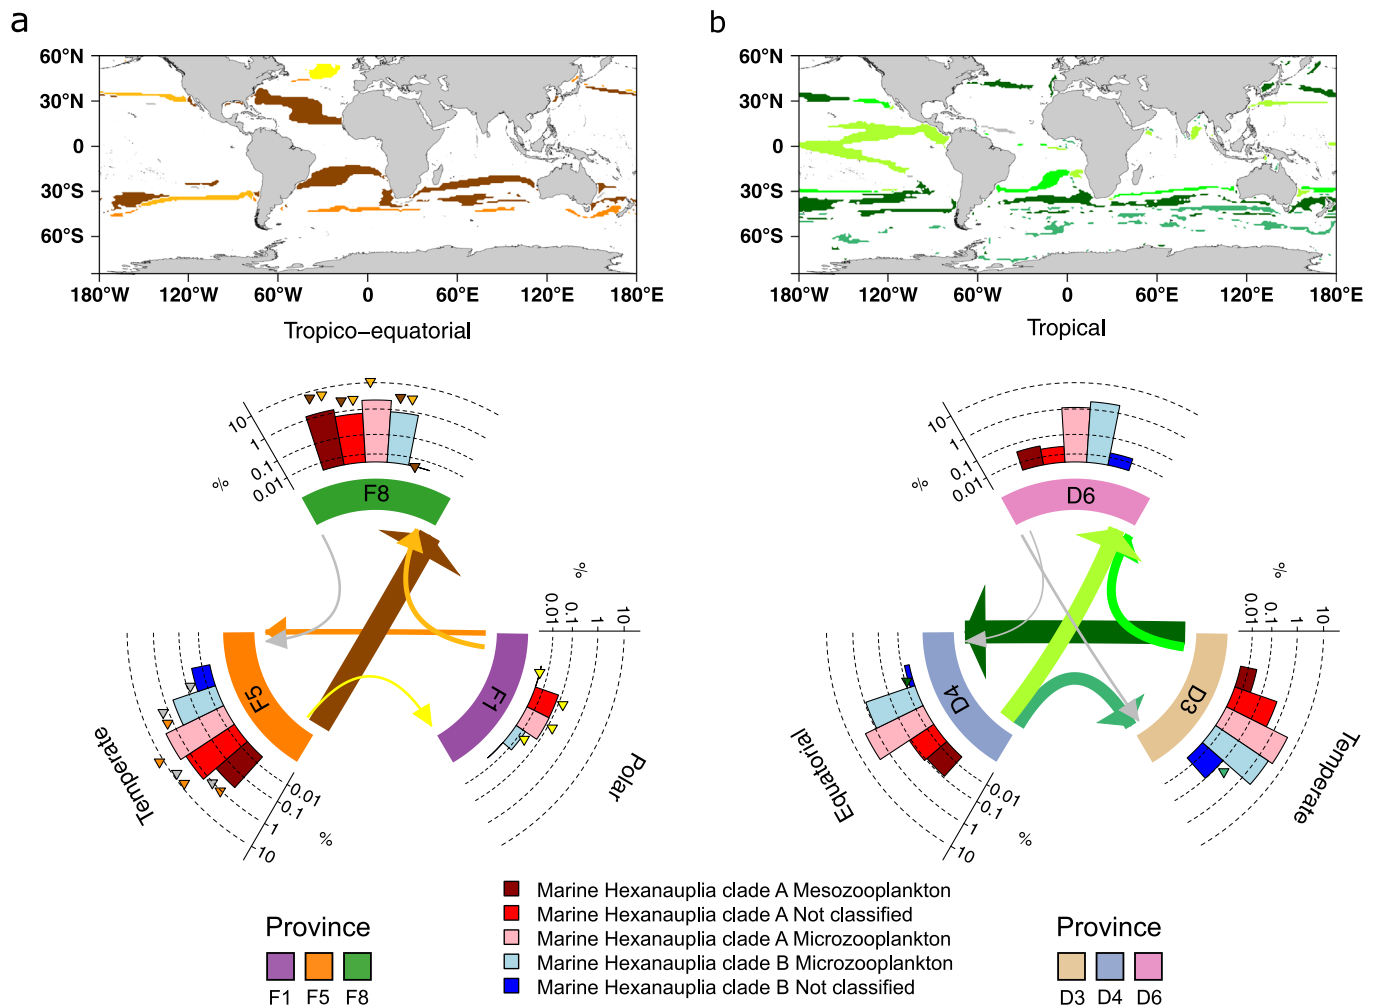 a
b
60°N
30°N
0
30°S
60°S
180°W 120°W 60°W 0 60°E 120°E 180°E
60°N
30°N
0
30°S
60°S
180°W 120°W 60°W 0 60°E 120°E 180°E
Tropico-equatorial
Tropical
10
1
0.1
0.01
%
F8
%
0.01
0.1
1
10
F5
F1
Temperate
Polar
0.01
0.1
1
10
%
10
1
0.1
0.01
%
D6
%
0.01
0.1
1
10
D4
D3
Equatorial
Temperate
0.01
0.1
1
10
%
Marine Hexanauplia clade A Mesozooplankton
Marine Hexanauplia clade A Not classified
Marine Hexanauplia clade A Microzooplankton
Marine Hexanauplia clade B Microzooplankton
Marine Hexanauplia clade B Not classified
Province
F1 F5 F8
Province
D3 D4 D6